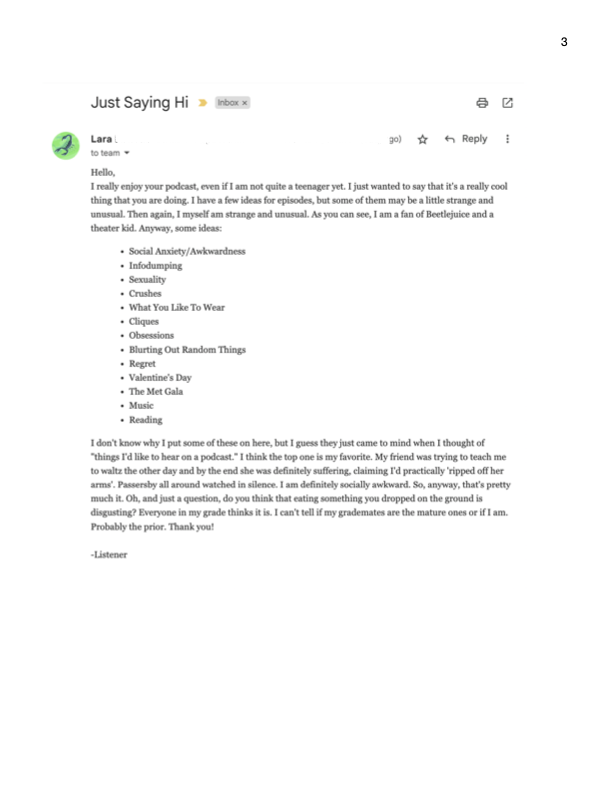 3
Just Saying Hi Inbox x
Lara
go) Reply
to team
Hello,
I really enjoy your podcast, even if I am not quite a teenager yet. I just wanted to say that it's a really cool
thing that you are doing. I have a few ideas for episodes, but some of them may be a little strange and
unusual. Then again, I myself am strange and unusual. As you can see, I am a fan of Beetlejuice and a
theater kid. Anyway, some ideas:
• Social Anxiety/Awkwardness
• Infodumping
• Sexuality
• Crushes
• What You Like To Wear
• Cliques
• Obsessions
• Blurting Out Random Things
• Regret
• Valentine's Day
• The Met Gala
• Music
• Reading
I don't know why I put some of these on here, but I guess they just came to mind when I thought of
"things I'd like to hear on a podcast." I think the top one is my favorite. My friend was trying to teach me
to waltz the other day and by the end she was definitely suffering, claiming I'd practically 'ripped off her
arms'. Passersby all around watched in silence. I am definitely socially awkward. So, anyway, that's pretty
much it. Oh, and just a question, do you think that eating something you dropped on the ground is
disgusting? Everyone in my grade thinks it is. I can't tell if my grademates are the mature ones or if I am.
Probably the prior. Thank you!
-Listener